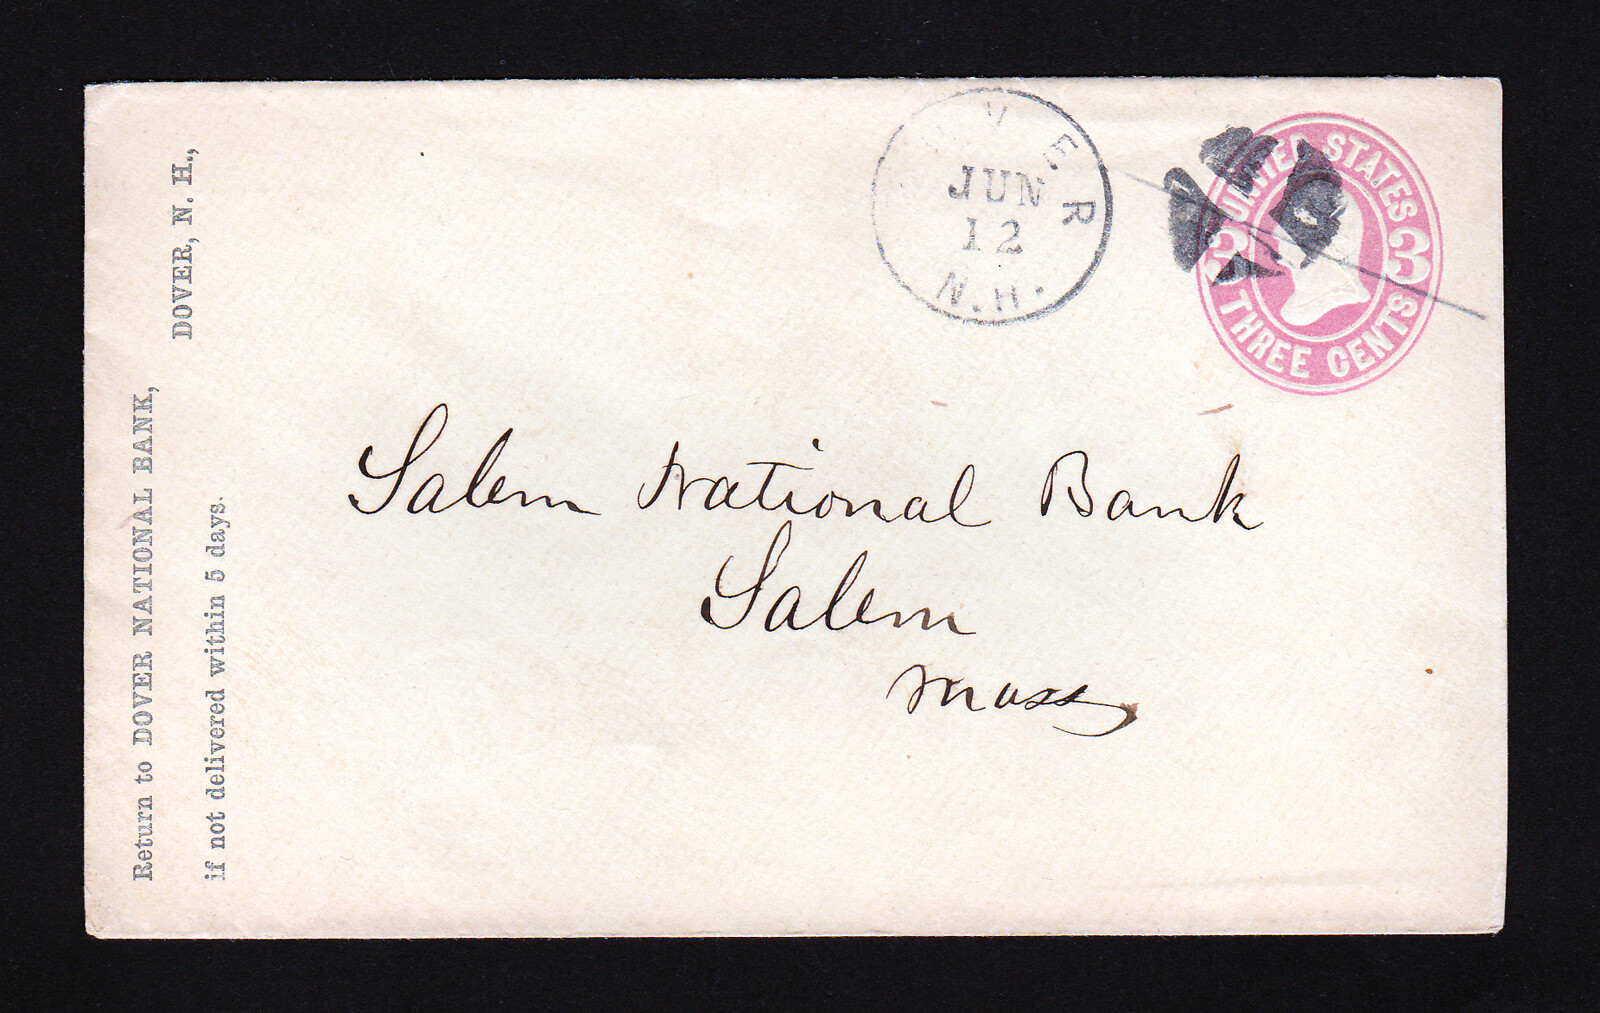 Return to DOVER NATIONAL BANK,
DOVER, N. H.,
if not delivered within 5 days.
VER
JUN
12
N.H.
UNITED STATES
3 3
THREE CENTS
Salem National Bank
Salem
Mass